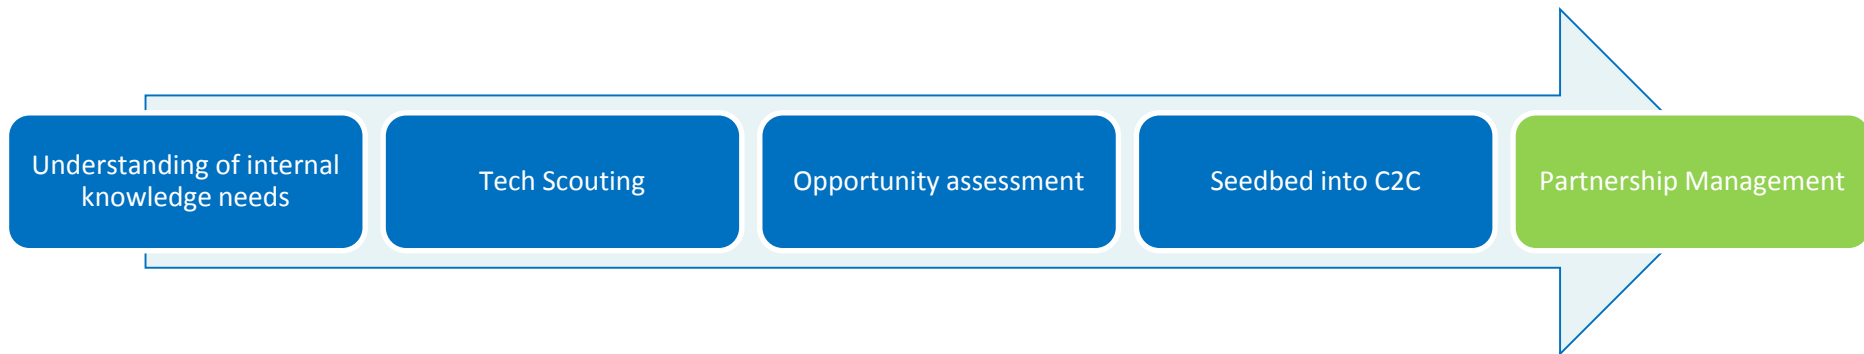 Understanding of internal
knowledge needs
Tech Scouting
Opportunity assessment
Seedbed into C2C
Partnership Management